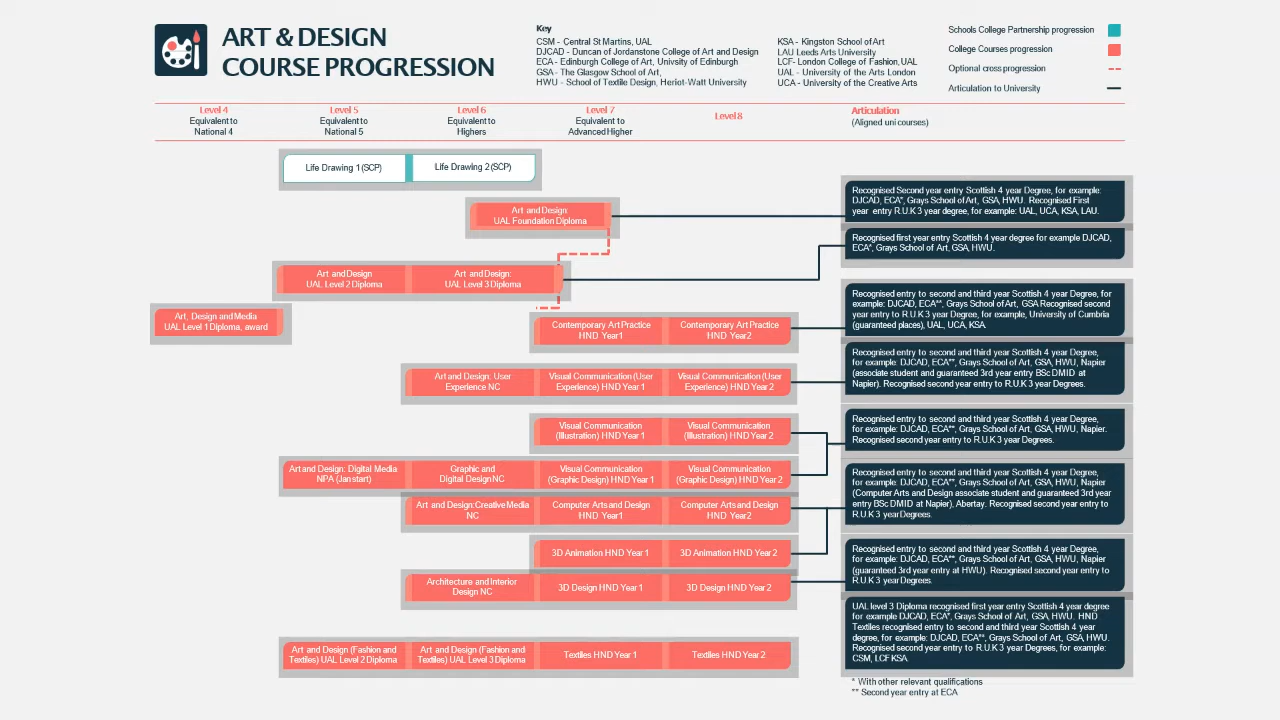 ART & DESIGN
COURSE PROGRESSION
Key
CSM - Central St Martins, UAL
DJCAD - Duncan of Jordanstone College of Art and Design
ECA - Edinburgh College of Art, Univisity of Edinburgh
GSA - The Glasgow School of Art,
HWU - School of Textile Design, Heriot-Watt University
KSA - Kingston School of Art
LAU Leeds Arts University
LCF- London College of Fashion, UAL
UAL - University of the Arts London
UCA - University of the Creative Arts
Schools College Partnership progression
College Courses progression
Optional cross progression
Articulation to University
Level 4
Equivalent to
National 4
Level 5
Equivalent to
National 5
Level 6
Equivalent to
Highers
Level 7
Equivalent to
Advanced Higher
Level 8
Articulation
(Aligned uni courses)
Life Drawing 1 (SCP)
Life Drawing 2 (SCP)
Art and Design:
UAL Foundation Diploma
Recognised Second year entry Scottish 4 year Degree, for example:
DJCAD, ECA*, Grays School of Art, GSA, HWU. Recognised First
year entry R.U.K 3 year degree, for example: UAL, UCA, KSA, LAU.
Recognised first year entry Scottish 4 year degree for example DJCAD,
ECA*, Grays School of Art, GSA, HWU.
Art and Design
UAL Level 2 Diploma
Art and Design:
UAL Level 3 Diploma
Art, Design and Media
UAL Level 1 Diploma, award
Contemporary Art Practice
HND Year 1
Contemporary Art Practice
HND Year2
Recognised entry to second and third year Scottish 4 year Degree, for
example: DJCAD, ECA**, Grays School of Art, GSA Recognised second
year entry to R.U.K 3 year Degree, for example, University of Cumbria
(guaranteed places), UAL, UCA, KSA.
Art and Design: User
Experience NC
Visual Communication (User
Experience) HND Year 1
Visual Communication (User
Experience) HND Year 2
Recognised entry to second and third year Scottish 4 year Degree,
for example: DJCAD, ECA**, Grays School of Art, GSA, HWU, Napier
(associate student and guaranteed 3rd year entry BSc DMID at
Napier). Recognised second year entry to R.U.K 3 year Degrees.
Visual Communication
(Illustration) HND Year 1
Visual Communication
(Illustration) HND Year 2
Recognised entry to second and third year Scottish 4 year Degree,
for example: DJCAD, ECA**, Grays School of Art, GSA, HWU, Napier.
Recognised second year entry to R.U.K 3 year Degrees.
Art and Design: Digital Media
NPA (Jan start)
Graphic and
Digital Design NC
Visual Communication
(Graphic Design) HND Year 1
Visual Communication
(Graphic Design) HND Year 2
Art and Design:Creative Media
NC
Computer Arts and Design
HND Year1
Computer Arts and Design
HND Year2
Recognised entry to second and third year Scottish 4 year Degree,
for example: DJCAD, ECA**, Grays School of Art, GSA, HWU, Napier
(Computer Arts and Design associate student and guaranteed 3rd year
entry BSc DMID at Napier), Abertay. Recognised second year entry to
R.U.K 3 year Degrees.
3D Animation HND Year 1
3D Animation HND Year 2
Architecture and Interior
Design NC
3D Design HND Year 1
3D Design HND Year 2
Recognised entry to second and third year Scottish 4 year Degree,
for example: DJCAD, ECA**, Grays School of Art, GSA, HWU, Napier
(guaranteed 3rd year entry at HWU). Recognised second year entry to
R.U.K 3 year Degrees.
Art and Design (Fashion and
Textiles) UAL Level 2 Diploma
Art and Design (Fashion and
Textiles) UAL Level 3 Diploma
Textiles HND Year 1
Textiles HND Year 2
UAL level 3 Diploma recognised first year entry Scottish 4 year degree
for example DJCAD, ECA*, Grays School of Art, GSA, HWU. HND
Textiles recognised entry to second and third year Scottish 4 year
degree, for example: DJCAD, ECA**, Grays School of Art, GSA, HWU.
Recognised second year entry to R.U.K 3 year Degrees, for example:
CSM, LCF KSA.
* With other relevant qualifications
** Second year entry at ECA